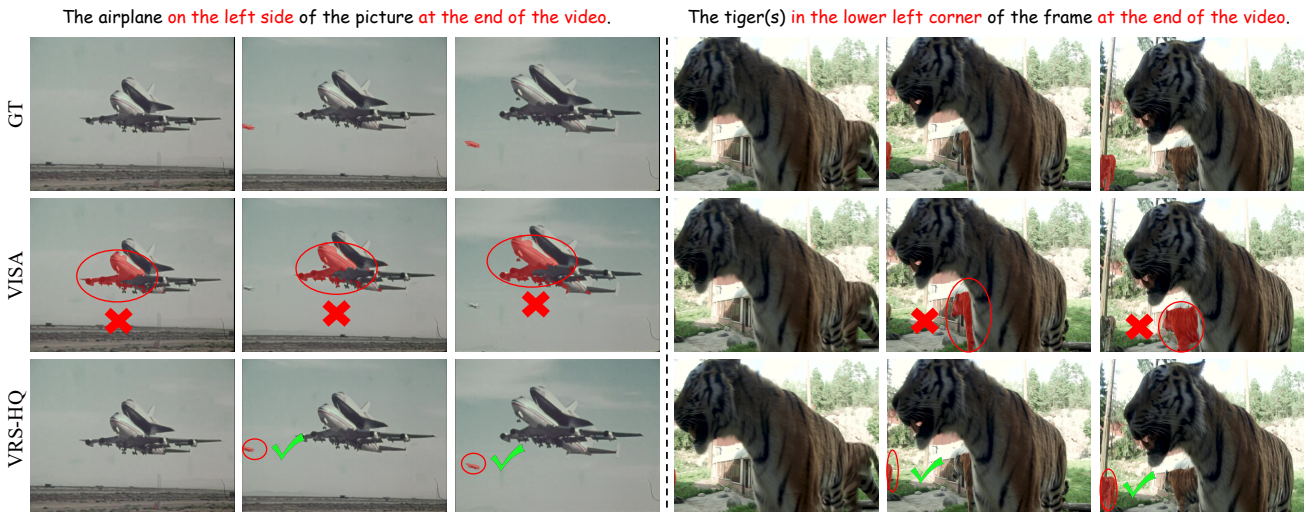 The airplane on the left side of the picture at the end of the video.
The tiger(s) in the lower left corner of the frame at the end of the video.
GT
VISA
VRS-HQ